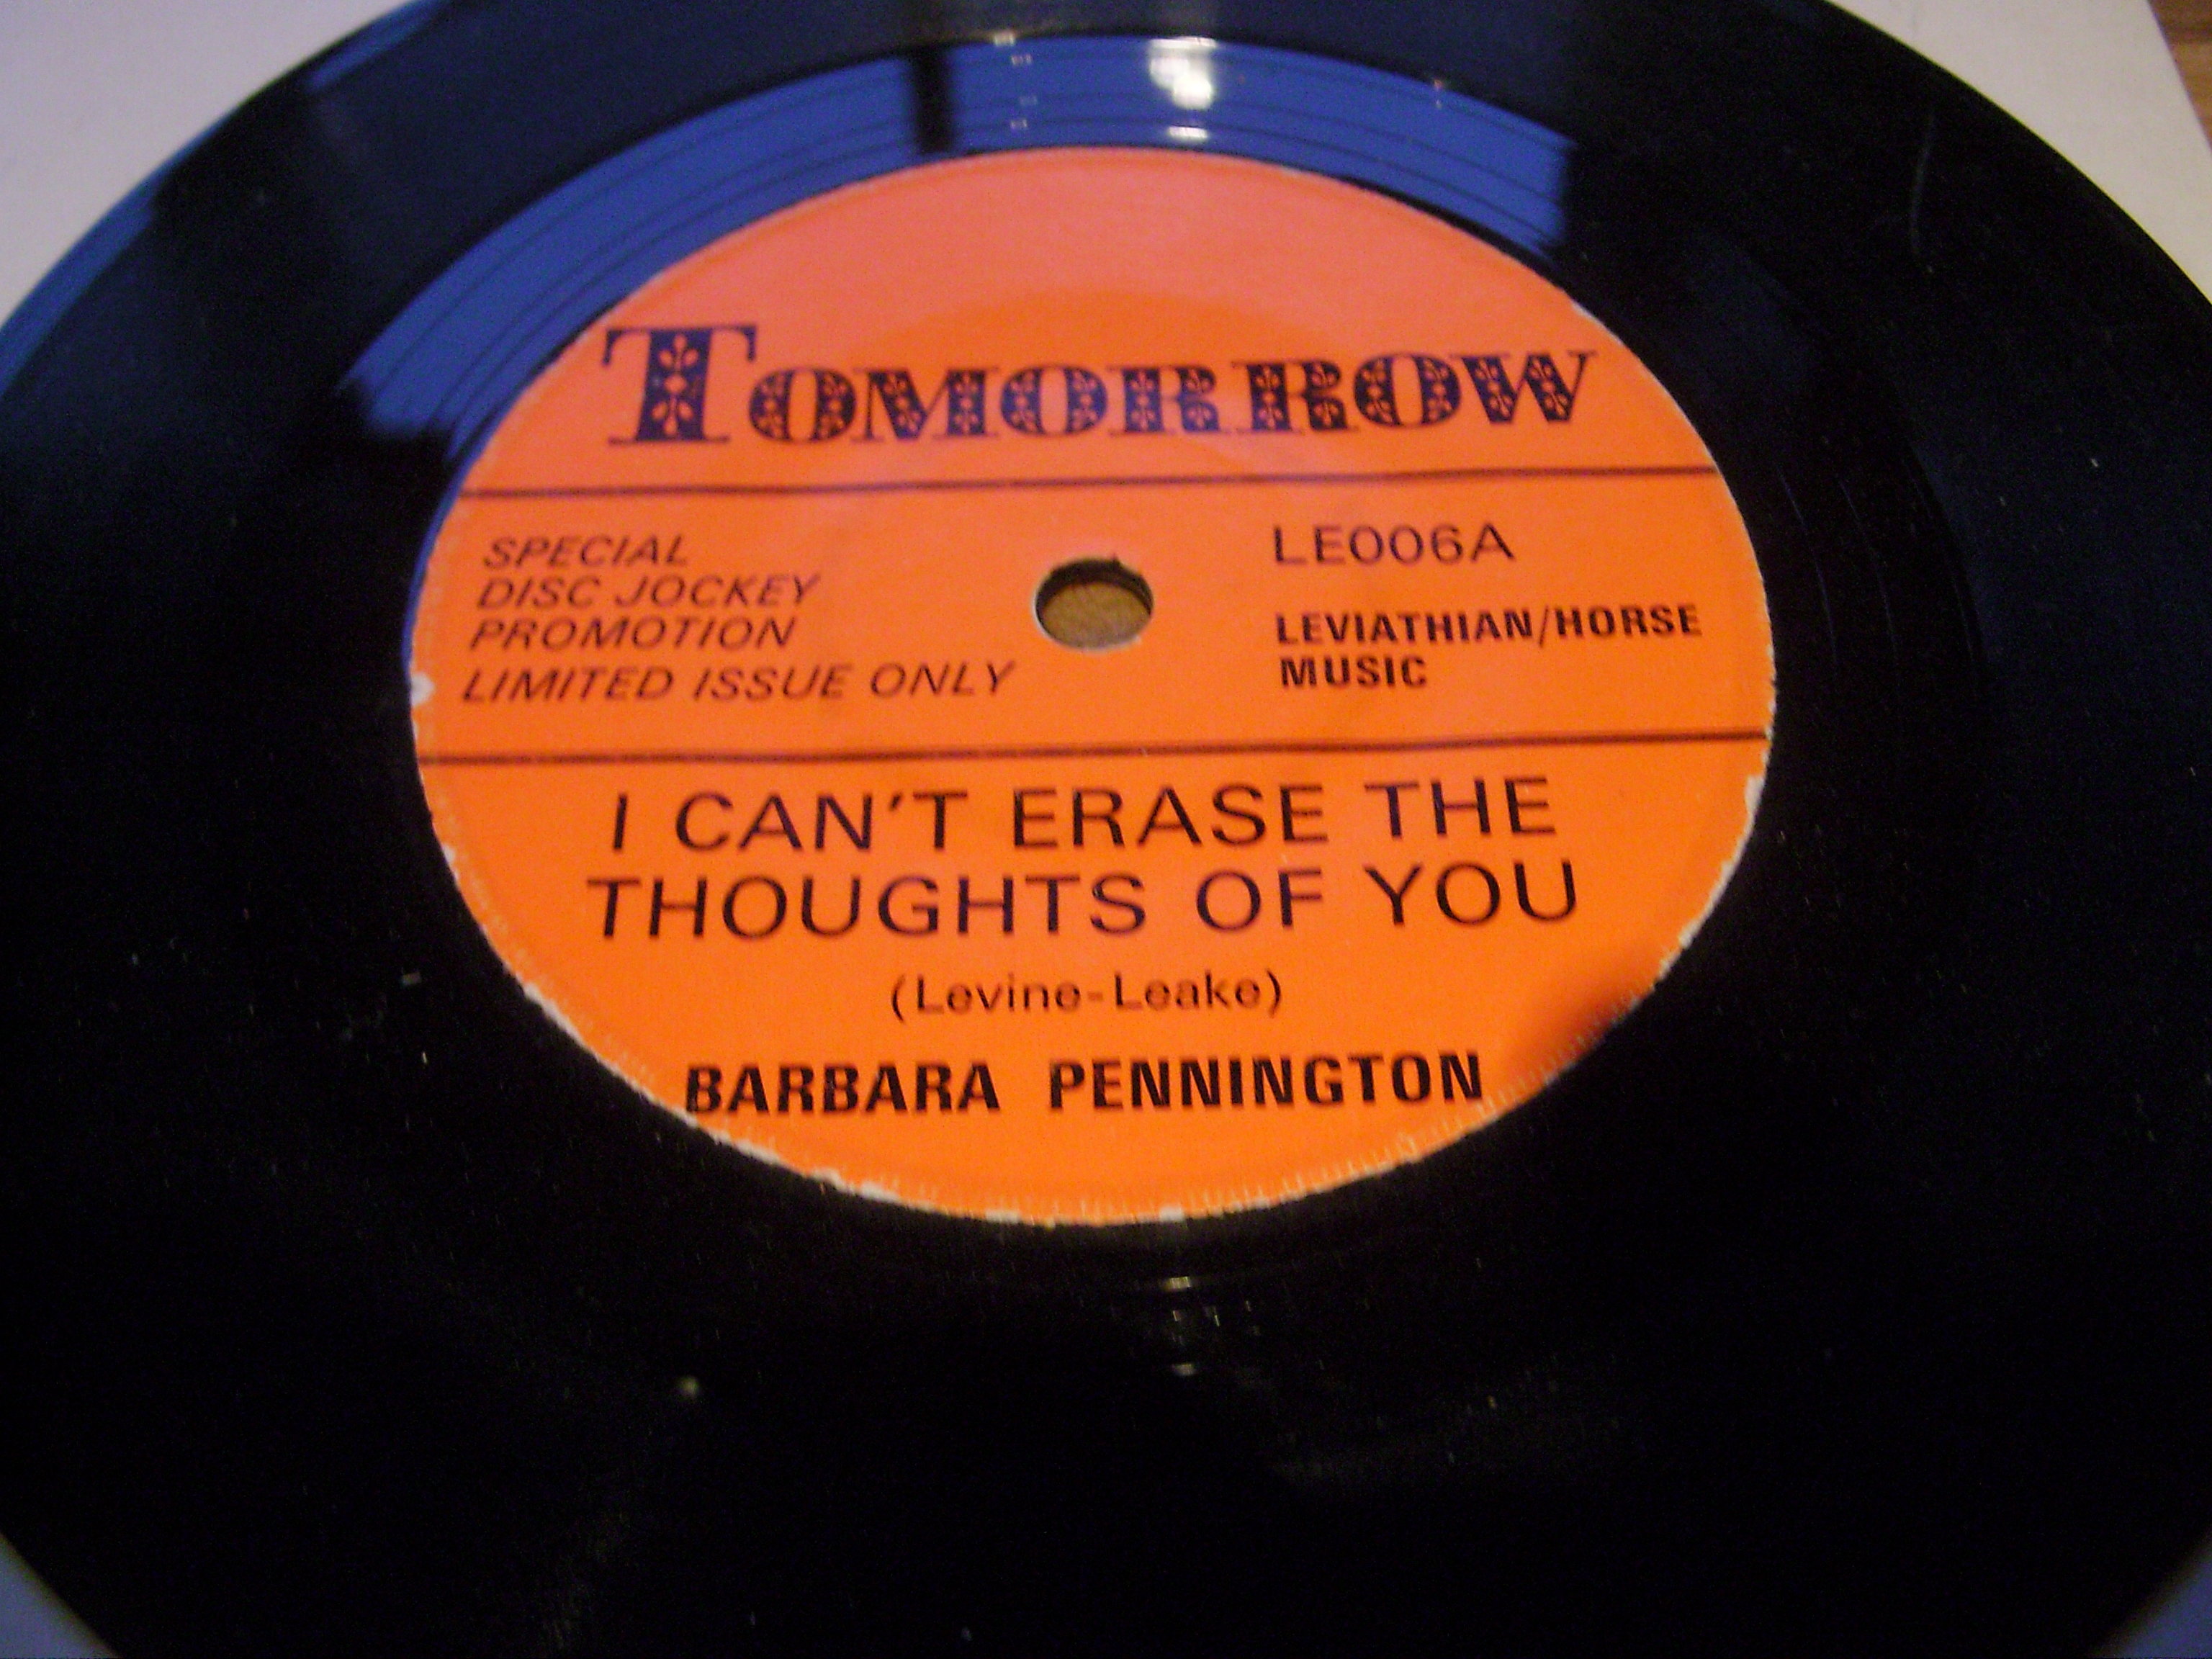 TOMORROW
SPECIAL
DISC JOCKEY
PROMOTION
LIMITED ISSUE ONLY
LE006A
LEVIATHIAN/HORSE
MUSIC
I CAN'T ERASE THE
THOUGHTS OF YOU
(Levine-Leake)
BARBARA PENNINGTON